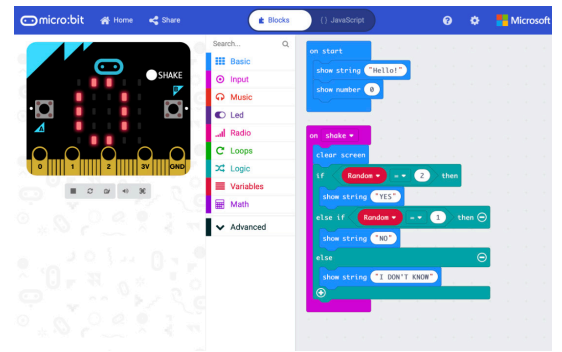 micro:bit Home Share Blocks {} JavaScript ? Microsoft
SHAKE
B
A
0 1 2 3V GND
Search...
Basic
Input
Music
Led
Radio
Loops
Logic
Variables
Math
Advanced
on start
show string "Hello!"
show number 0
on shake
clear screen
if Random = 2 then
show string "YES"
else if Random = 1 then
show string "NO"
else
show string "I DON'T KNOW"